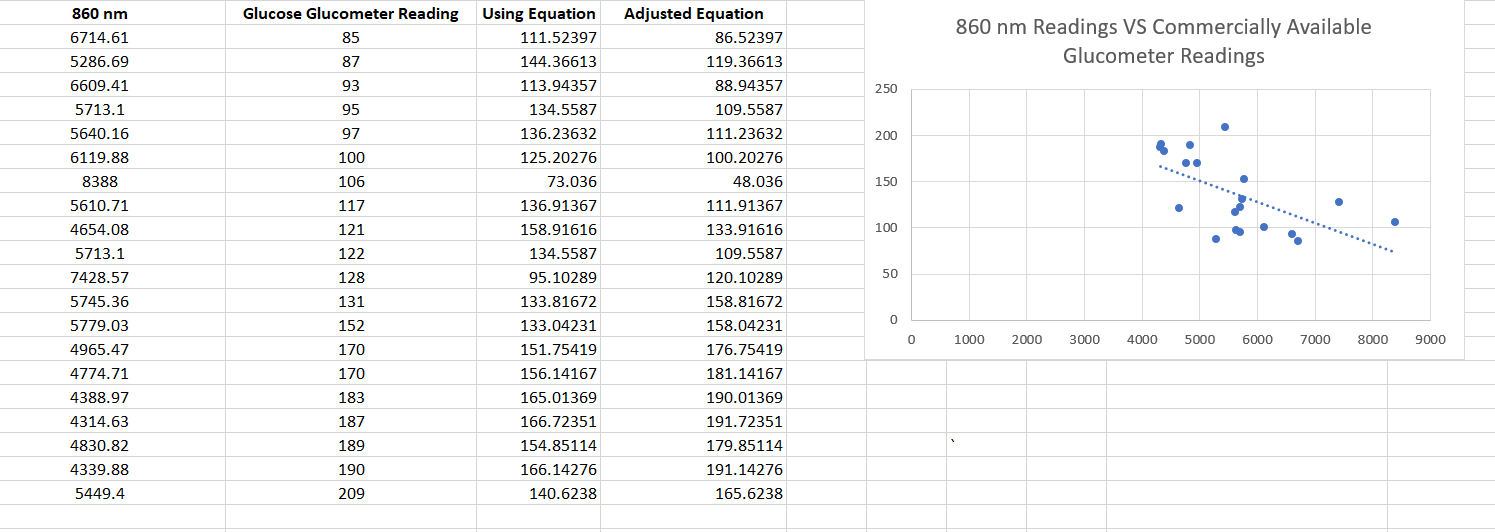 860 nm Glucose Glucometer Reading Using Equation Adjusted Equation
6714.61 85 111.52397 86.52397
5286.69 87 144.36613 119.36613
6609.41 93 113.94357 88.94357
5713.1 95 134.5587 109.5587
5640.16 97 136.23632 111.23632
6119.88 100 125.20276 100.20276
8388 106 73.036 48.036
5610.71 117 136.91367 111.91367
4654.08 121 158.91616 133.91616
5713.1 122 134.5587 109.5587
7428.57 128 95.10289 120.10289
5745.36 131 133.81672 158.81672
5779.03 152 133.04231 158.04231
4965.47 170 151.75419 176.75419
4774.71 170 156.14167 181.14167
4388.97 183 165.01369 190.01369
4314.63 187 166.72351 191.72351
4830.82 189 154.85114 179.85114
4339.88 190 166.14276 191.14276
5449.4 209 140.6238 165.6238
860 nm Readings VS Commercially Available
Glucometer Readings
250
200
150
100
50
0
0 1000 2000 3000 4000 5000 6000 7000 8000 9000